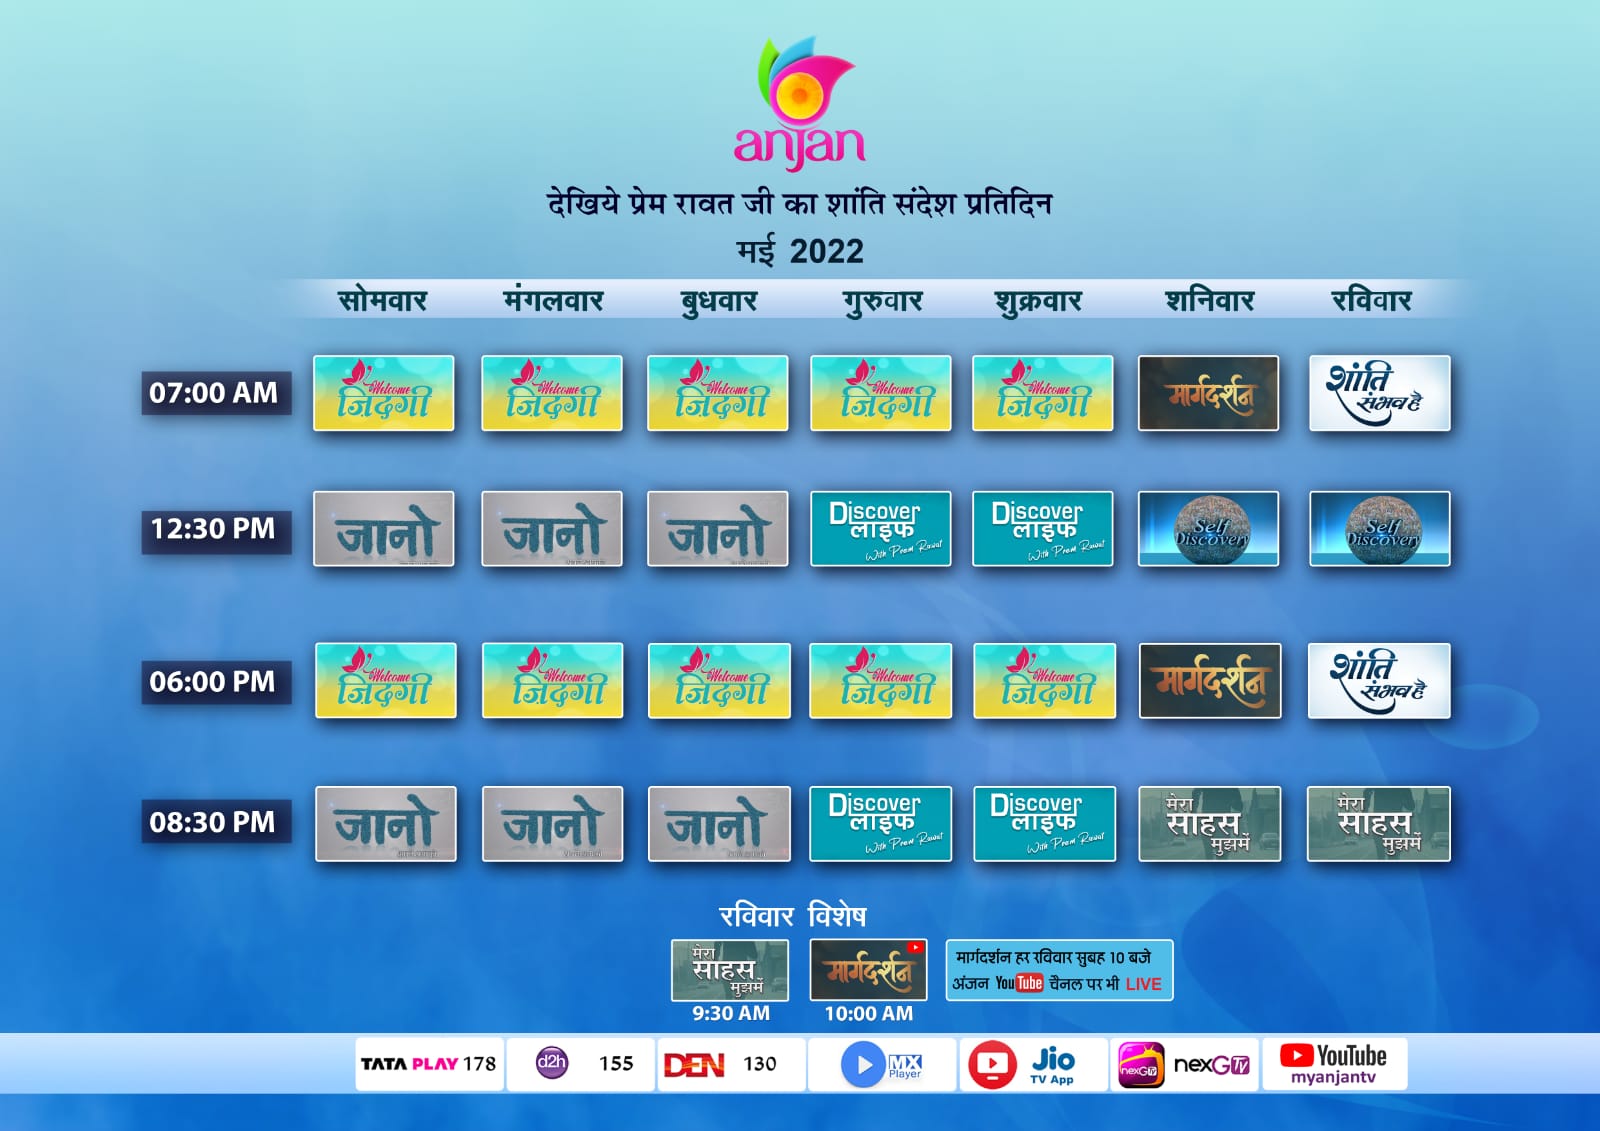 anjan
देखिये प्रेम रावत जी का शांति संदेश प्रतिदिन
मई 2022
सोमवार मंगलवार बुधवार गुरुवार शुक्रवार शनिवार रविवार
07:00 AM
Welcome जिंदगी
Welcome जिंदगी
Welcome जिंदगी
Welcome जिंदगी
Welcome जिंदगी
मार्गदर्शन
शांति संभव है
12:30 PM
जानो
जानो
जानो
Discover लाइफ With Prem Rawat
Discover लाइफ With Prem Rawat
Self Discovery
Self Discovery
06:00 PM
Welcome जिंदगी
Welcome जिंदगी
Welcome जिंदगी
Welcome जिंदगी
Welcome जिंदगी
मार्गदर्शन
शांति संभव है
08:30 PM
जानो
जानो
जानो
Discover लाइफ With Prem Rawat
Discover लाइफ With Prem Rawat
मेरा साहस मुझमें
मेरा साहस मुझमें
रविवार विशेष
मेरा साहस मुझमें
9:30 AM
मार्गदर्शन
10:00 AM
मार्गदर्शन हर रविवार सुबह 10 बजे
अंजन YouTube चैनल पर भी LIVE
TATA PLAY 178
d2h 155
DEN 130
MX Player
Jio TV App
nexGTv nexGTv
YouTube
myanjantv